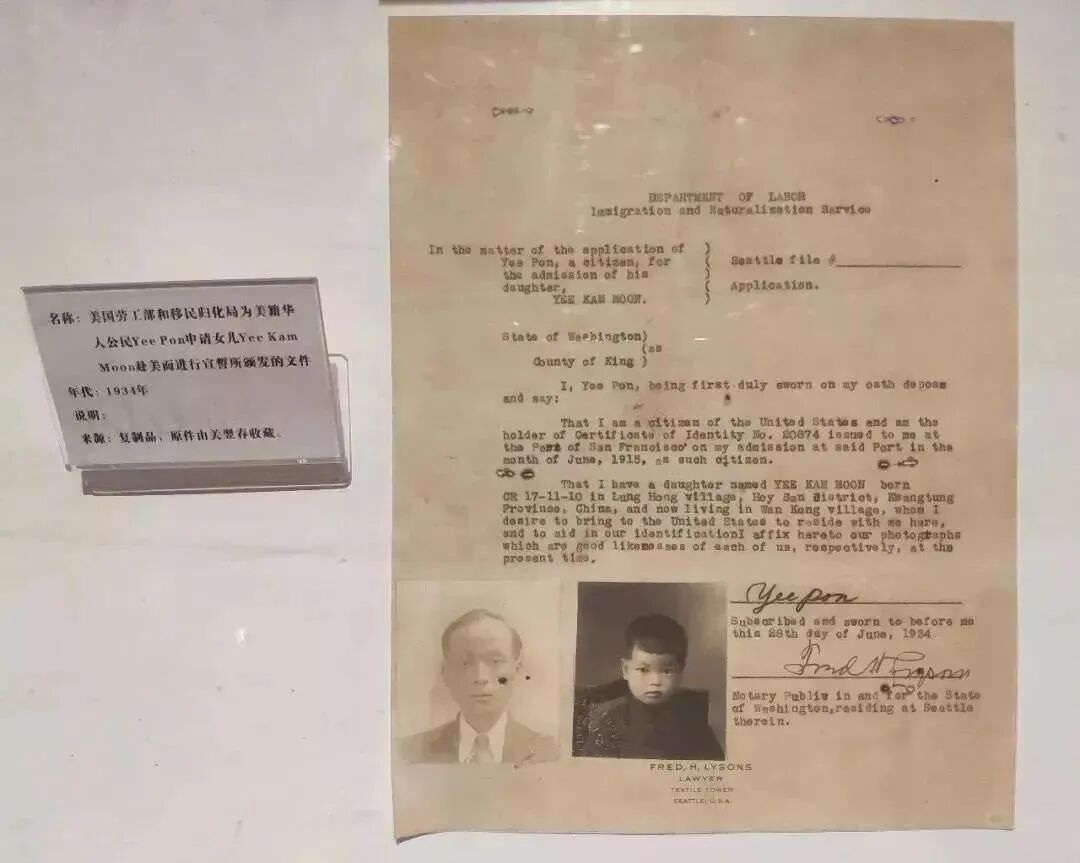 名称：美国劳工部和移民归化局为美籍华
人公民Yee Pon申请女儿Yee Kam
Moon赴美而进行宣誓所颁发的文件
年代：1934年
说明：
来源：复制品，原件由关翌春收藏。
DEPARTMENT OF LABOR
Immigration and Naturalization Service
In the matter of the application of
Yee Pon, a citizen, for
the admission of his
daughter,
YEE KAM MOON.
Seattle file #
Application.
State of Washington)
(ss
County of King )
I, Yee Pon, being first duly sworn on my oath depose
and say:
That I am a citizen of the United States and am the
holder of Certificate of Identity No. 20874 issued to me at
the Port of San Francisco on my admission at said Port in the
month of June, 1915, as such citizen.
That I have a daughter named YEE KAM MOON born
CR 17-11-10 in Lung Hong village, Hoy San District, Kwangtung
Province, China, and now living in Wan Kong village, whom I
desire to bring to the United States to reside with me here,
and to aid in our identificationI affix hereto our photographs
which are good likenesses of each of us, respectively, at the
present time.
Yee pon
Subscribed and sworn to before me
this 28th day of June, 1934.
Fred H Lysons
Notary Public in and for the State
of Washington,residing at Seattle
therein.
FRED. H. LYSONS
LAWYER
TEXTILE TOWER
SEATTLE, U.S.A.